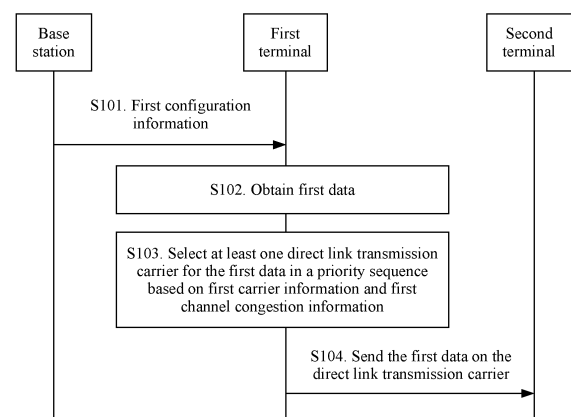 Base
station
First
terminal
Second
terminal
S101. First configuration
information
S102. Obtain first data
S103. Select at least one direct link transmission
carrier for the first data in a priority sequence
based on first carrier information and first
channel congestion information
S104. Send the first data on the
direct link transmission carrier